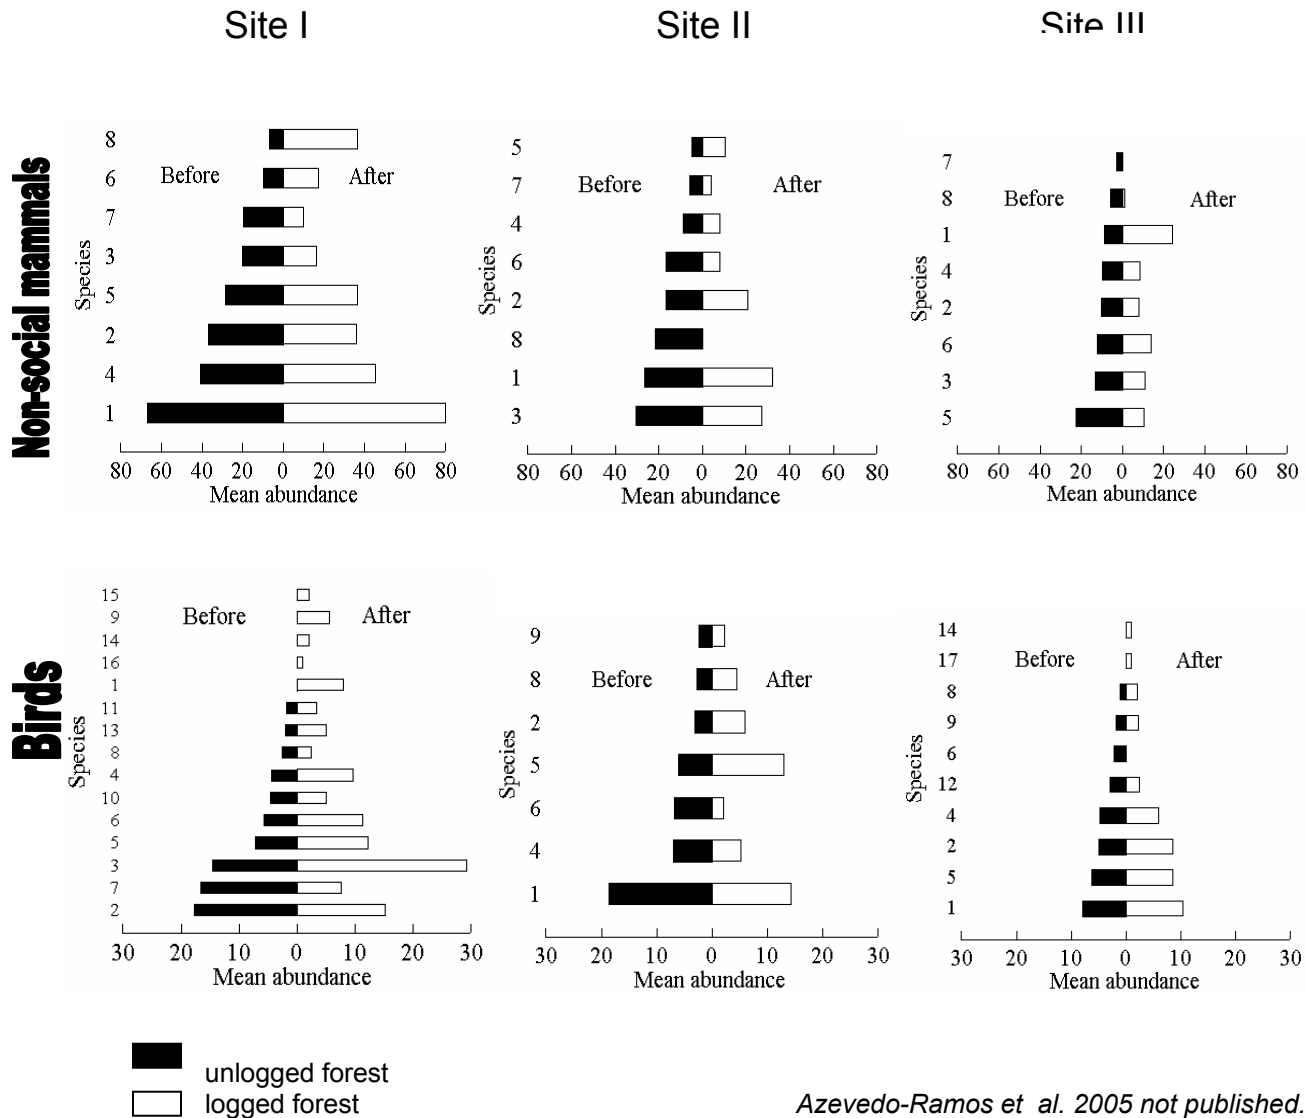 Site I
Site II
Site III
Non-social mammals
Species
8
6
7
3
5
2
4
1
Before
After
80 60 40 20 0 20 40 60 80
Mean abundance
Species
5
7
4
6
2
8
1
3
Before
After
80 60 40 20 0 20 40 60 80
Mean abundance
Species
7
8
1
4
2
6
3
5
Before
After
80 60 40 20 0 20 40 60 80
Mean abundance
Birds
Species
15
9
14
16
1
11
13
8
4
10
6
5
3
7
2
Before
After
30 20 10 0 10 20 30
Mean abundance
Species
9
8
2
5
6
4
1
Before
After
30 20 10 0 10 20 30
Mean abundance
Species
14
17
8
9
6
12
4
2
5
1
Before
After
30 20 10 0 10 20 30
Mean abundance
unlogged forest
logged forest
Azevedo-Ramos et al. 2005 not published.